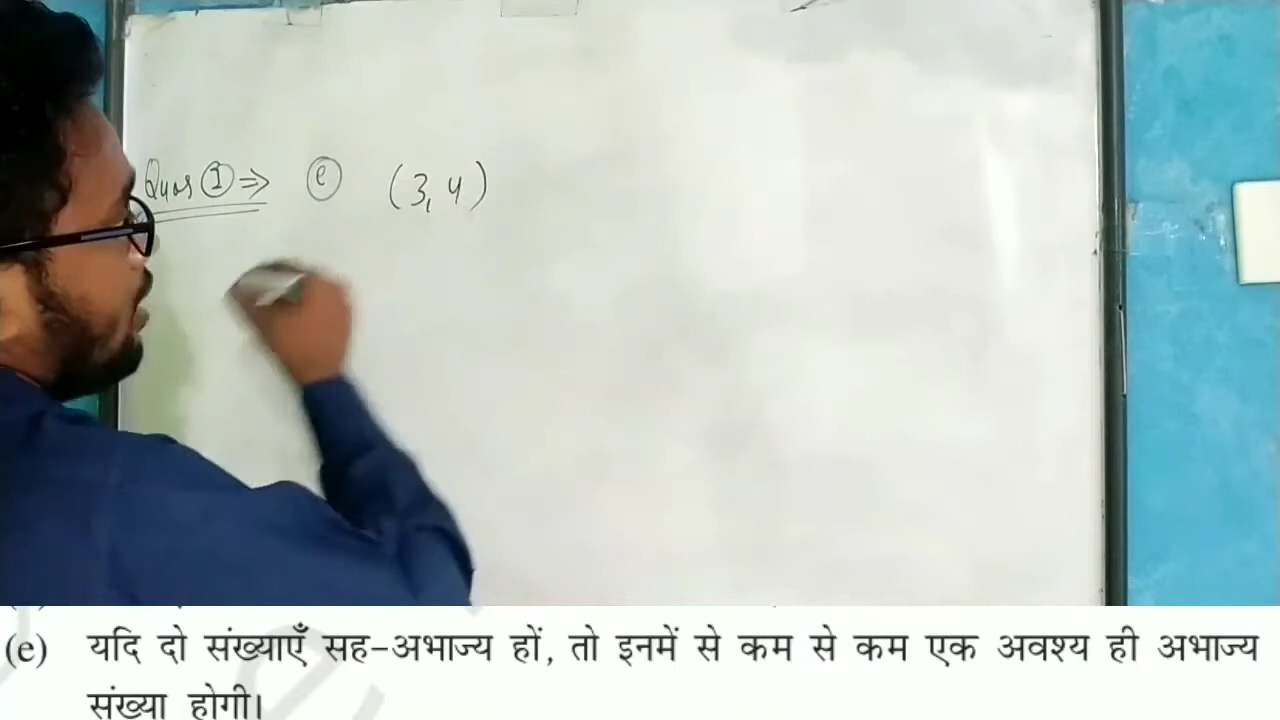 Ques ① ⇒ ⓔ (3, 4)
(e) यदि दो संख्याएँ सह-अभाज्य हों, तो इनमें से कम से कम एक अवश्य ही अभाज्य
संख्या होगी।